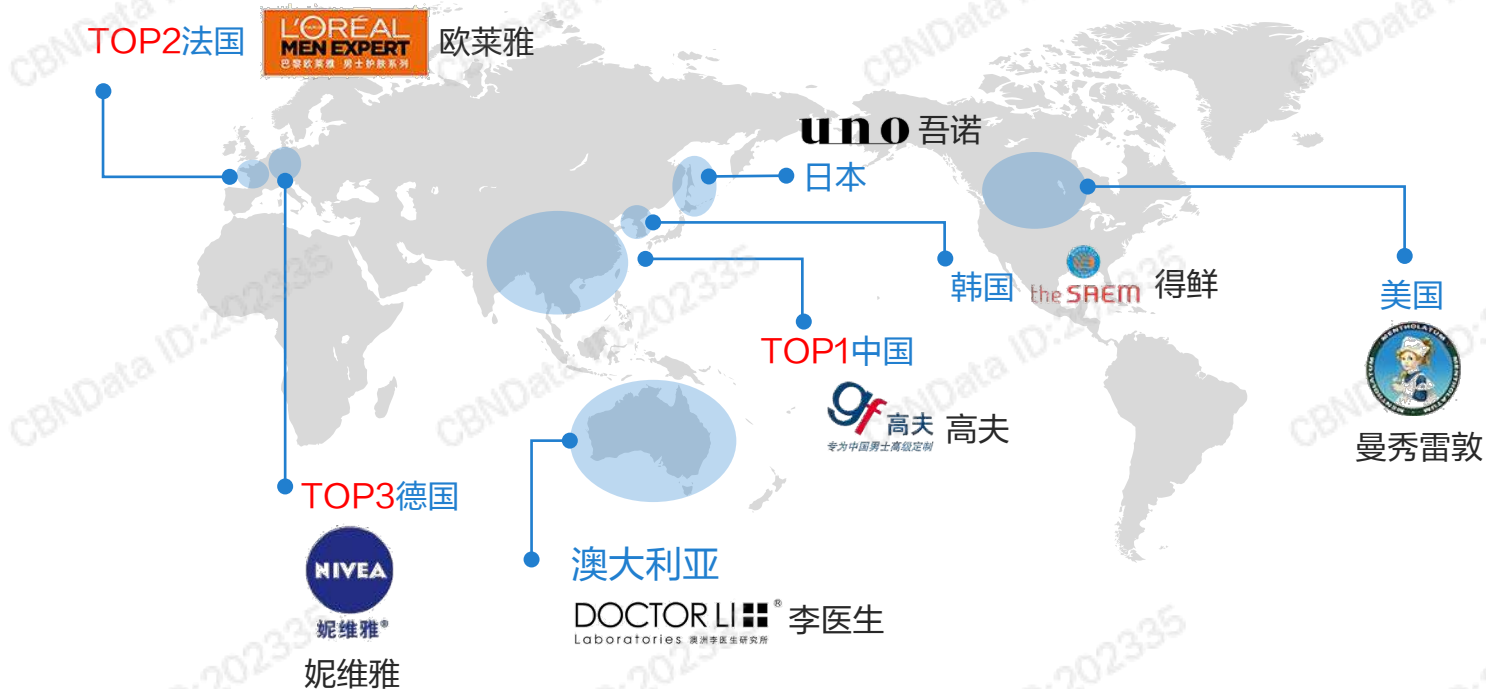 TOP2法国
L'ORÉAL
PARIS
MEN EXPERT
巴黎欧莱雅 男士护肤系列
欧莱雅
uno 吾诺
日本
韩国
the SAEM 得鲜
美国
MENTHOLATUM
曼秀雷敦
TOP1中国
gf 高夫
专为中国男士高级定制
高夫
TOP3德国
NIVEA
妮维雅®
妮维雅
澳大利亚
DOCTOR LI ®
Laboratories 澳洲李医生研究所
李医生
CBNData ID:202335